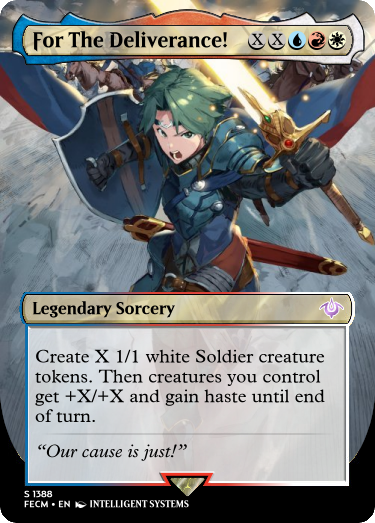 For The Deliverance! X X
Legendary Sorcery
Create X 1/1 white Soldier creature
tokens. Then creatures you control
get +X/+X and gain haste until end
of turn.
“Our cause is just!”
S 1388
FECM • EN INTELLIGENT SYSTEMS